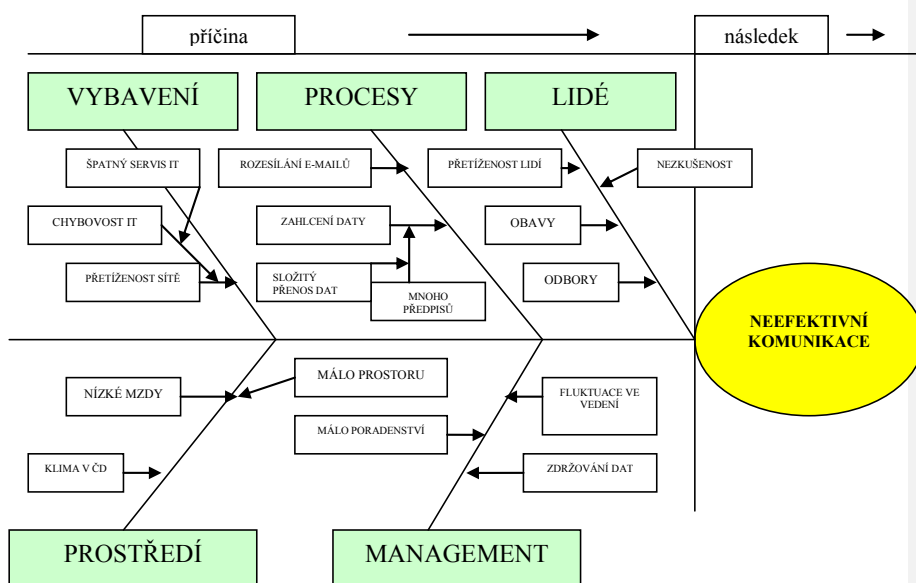 příčina
následek
VYBAVENÍ
PROCESY
LIDÉ
ŠPATNÝ SERVIS IT
ROZESÍLÁNÍ E-MAILŮ
PŘETÍŽENOST LIDÍ
NEZKUŠENOST
CHYBOVOST IT
ZAHLCENÍ DATY
OBAVY
PŘETÍŽENOST SÍTĚ
SLOŽITÝ
PŘENOS DAT
MNOHO
PŘEDPISŮ
ODBORY
NEEFEKTIVNÍ
KOMUNIKACE
NÍZKÉ MZDY
MÁLO PROSTORU
FLUKTUACE VE
VEDENÍ
MÁLO PORADENSTVÍ
KLIMA V ČD
ZDRŽOVÁNÍ DAT
PROSTŘEDÍ
MANAGEMENT